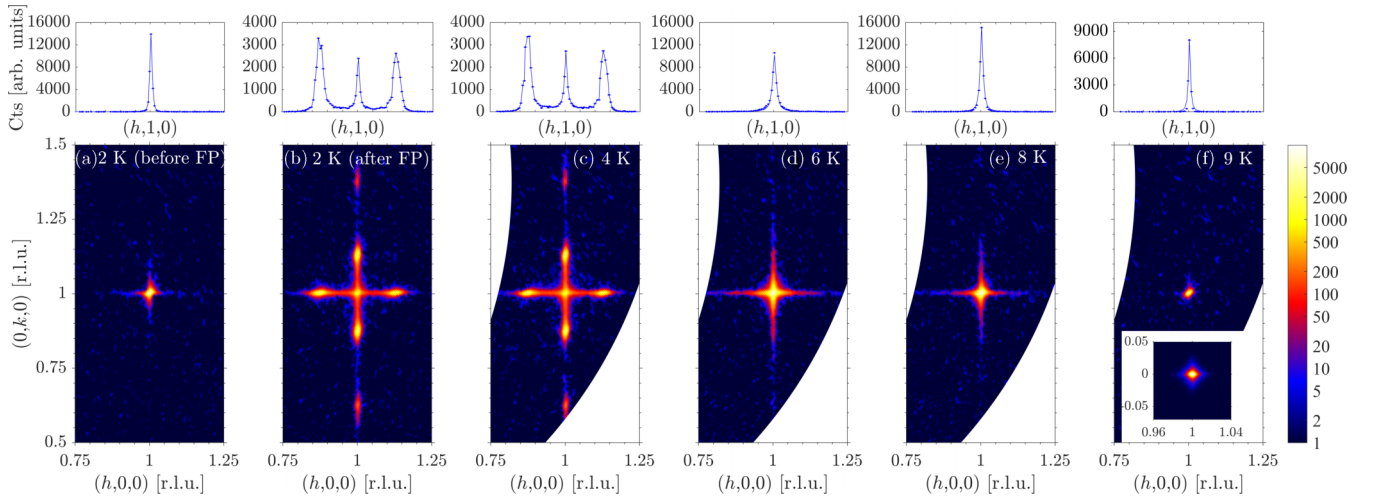 Cts [arb. units]
16000
12000
8000
4000
0
(h,1,0)
4000
3000
2000
1000
0
(h,1,0)
4000
3000
2000
1000
0
(h,1,0)
16000
12000
8000
4000
0
(h,1,0)
16000
12000
8000
4000
0
(h,1,0)
9000
6000
3000
0
(h,1,0)
(0,k,0) [r.l.u.]
1.5
1.25
1
0.75
0.5
(a)2 K (before FP)
(b) 2 K (after FP)
(c) 4 K
(d) 6 K
(e) 8 K
(f) 9 K
0.05
0
-0.05
0.96 1 1.04
5000
2000
1000
500
200
100
50
20
10
5
2
1
0.75 1 1.25
0.75 1 1.25
0.75 1 1.25
0.75 1 1.25
0.75 1 1.25
0.75 1 1.25
(h,0,0) [r.l.u.]
(h,0,0) [r.l.u.]
(h,0,0) [r.l.u.]
(h,0,0) [r.l.u.]
(h,0,0) [r.l.u.]
(h,0,0) [r.l.u.]